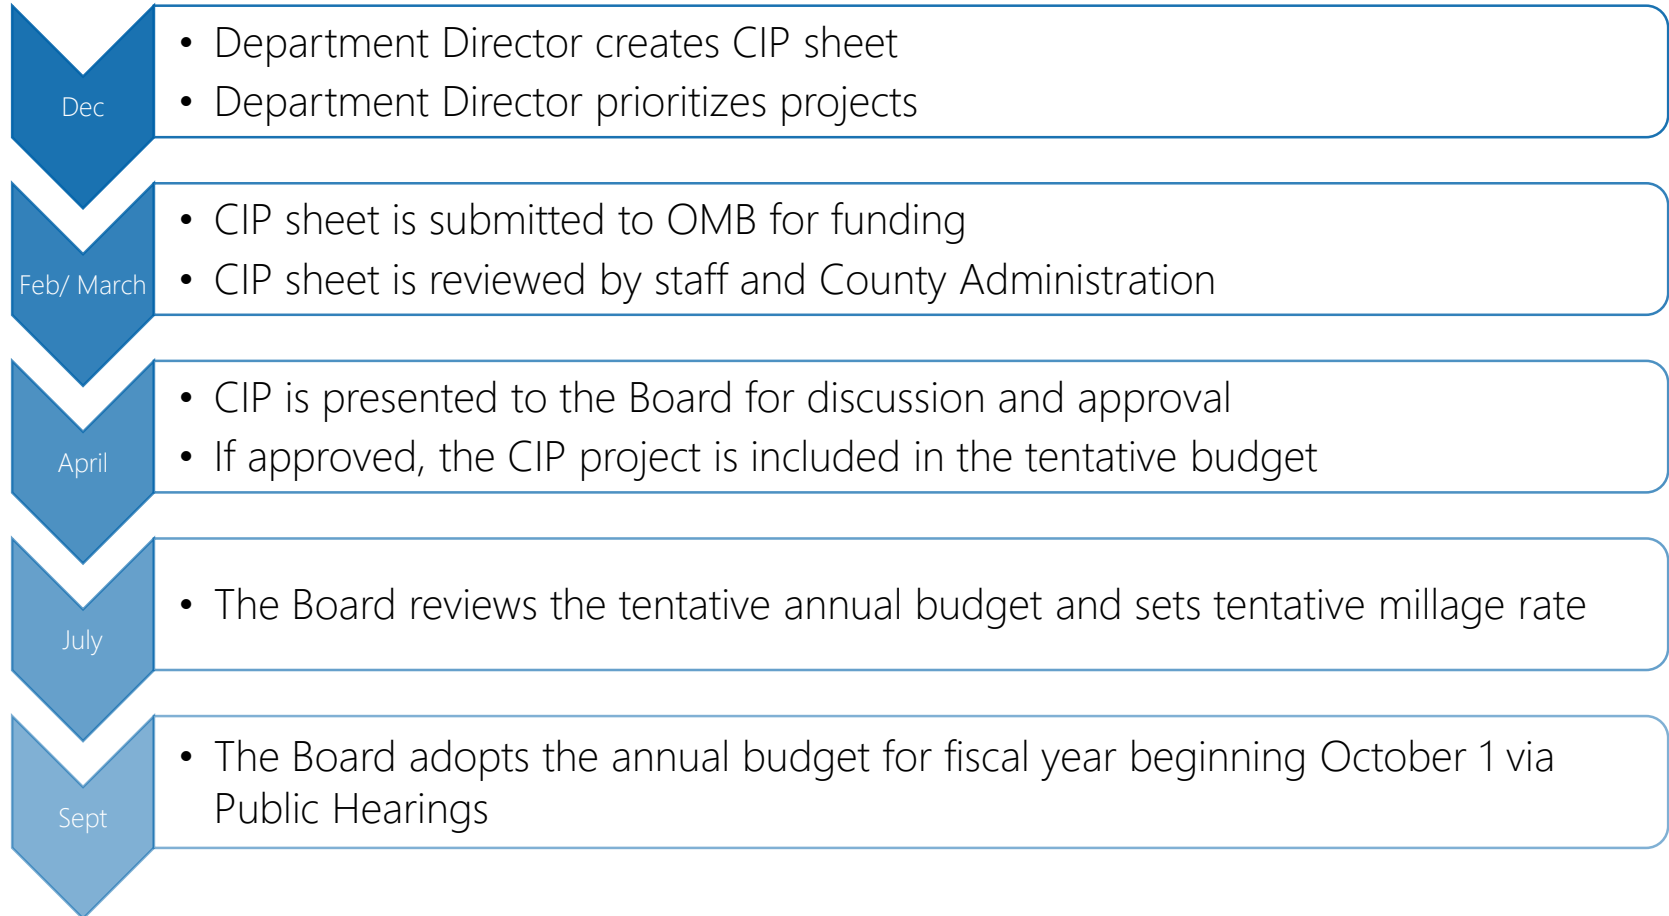 Dec
• Department Director creates CIP sheet
• Department Director prioritizes projects
Feb/ March
• CIP sheet is submitted to OMB for funding
• CIP sheet is reviewed by staff and County Administration
April
• CIP is presented to the Board for discussion and approval
• If approved, the CIP project is included in the tentative budget
July
• The Board reviews the tentative annual budget and sets tentative millage rate
Sept
• The Board adopts the annual budget for fiscal year beginning October 1 via
Public Hearings